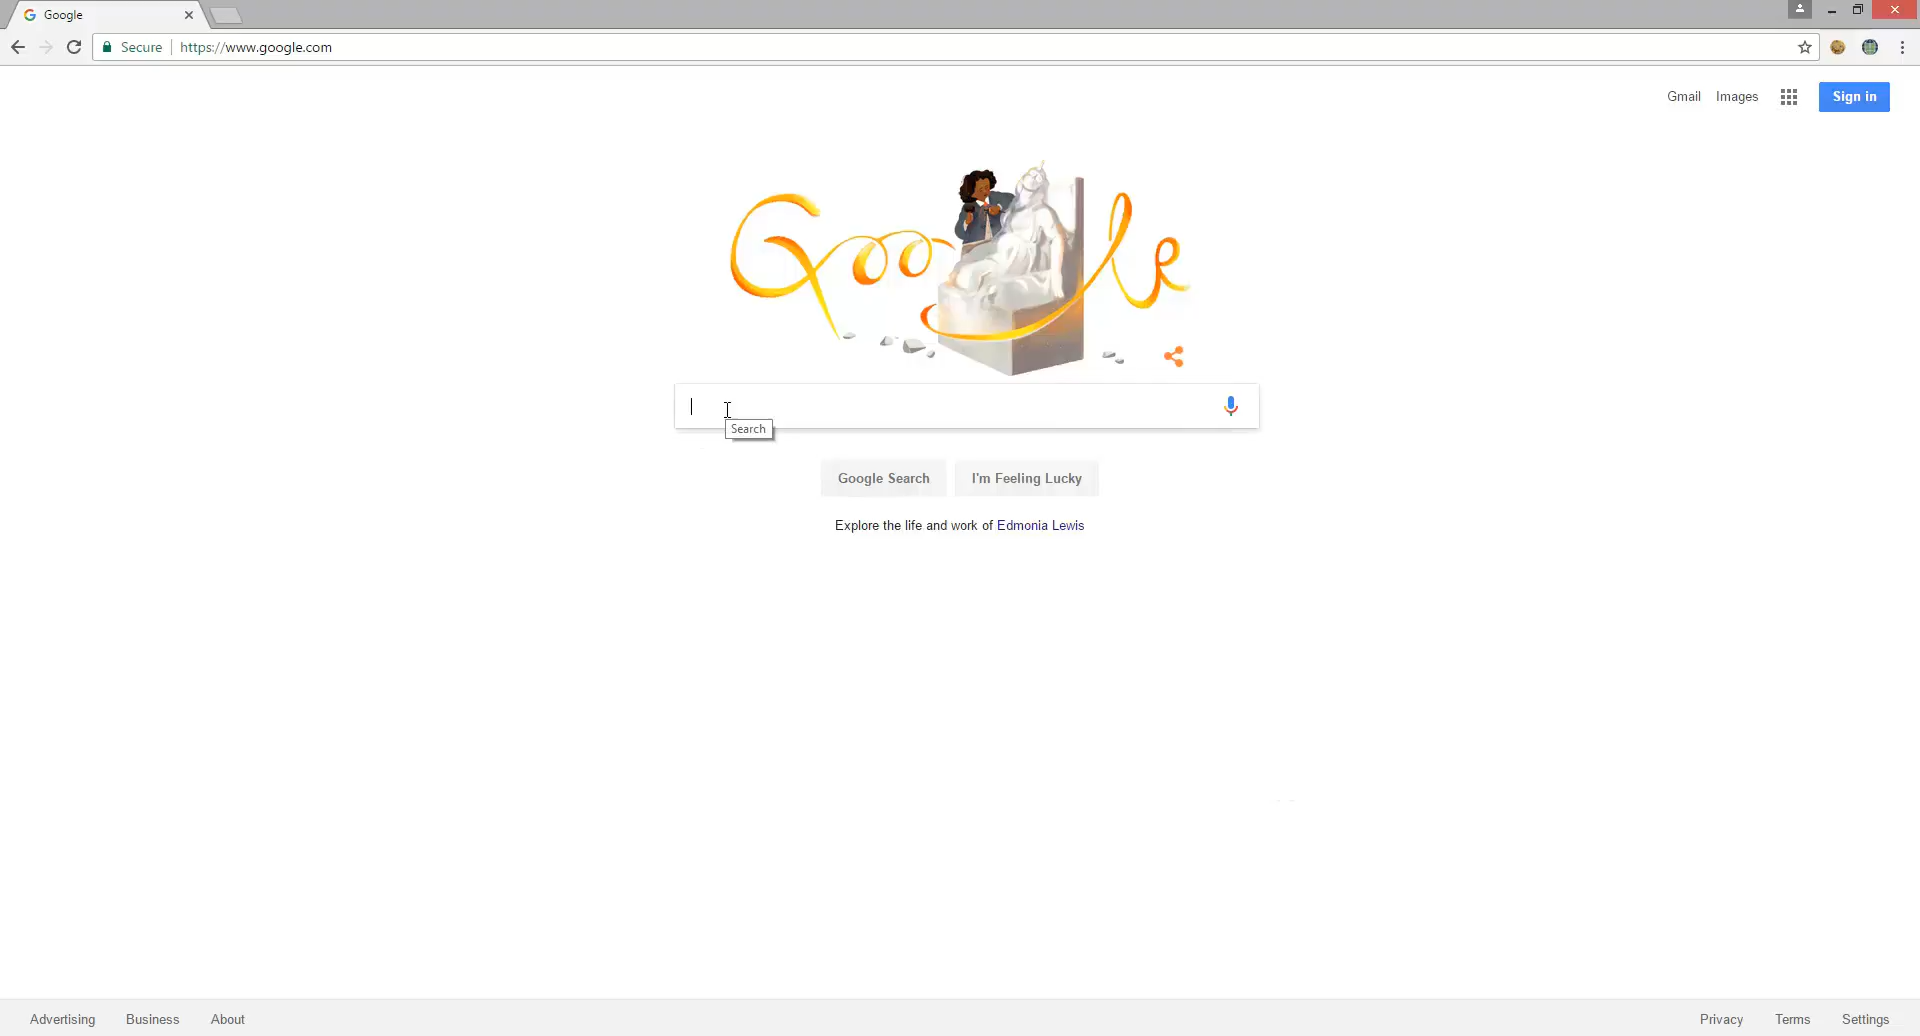 Google
Secure https://www.google.com
Gmail Images Sign in
Google
Search
Google Search I'm Feeling Lucky
Explore the life and work of Edmonia Lewis
Advertising Business About Privacy Terms Settings